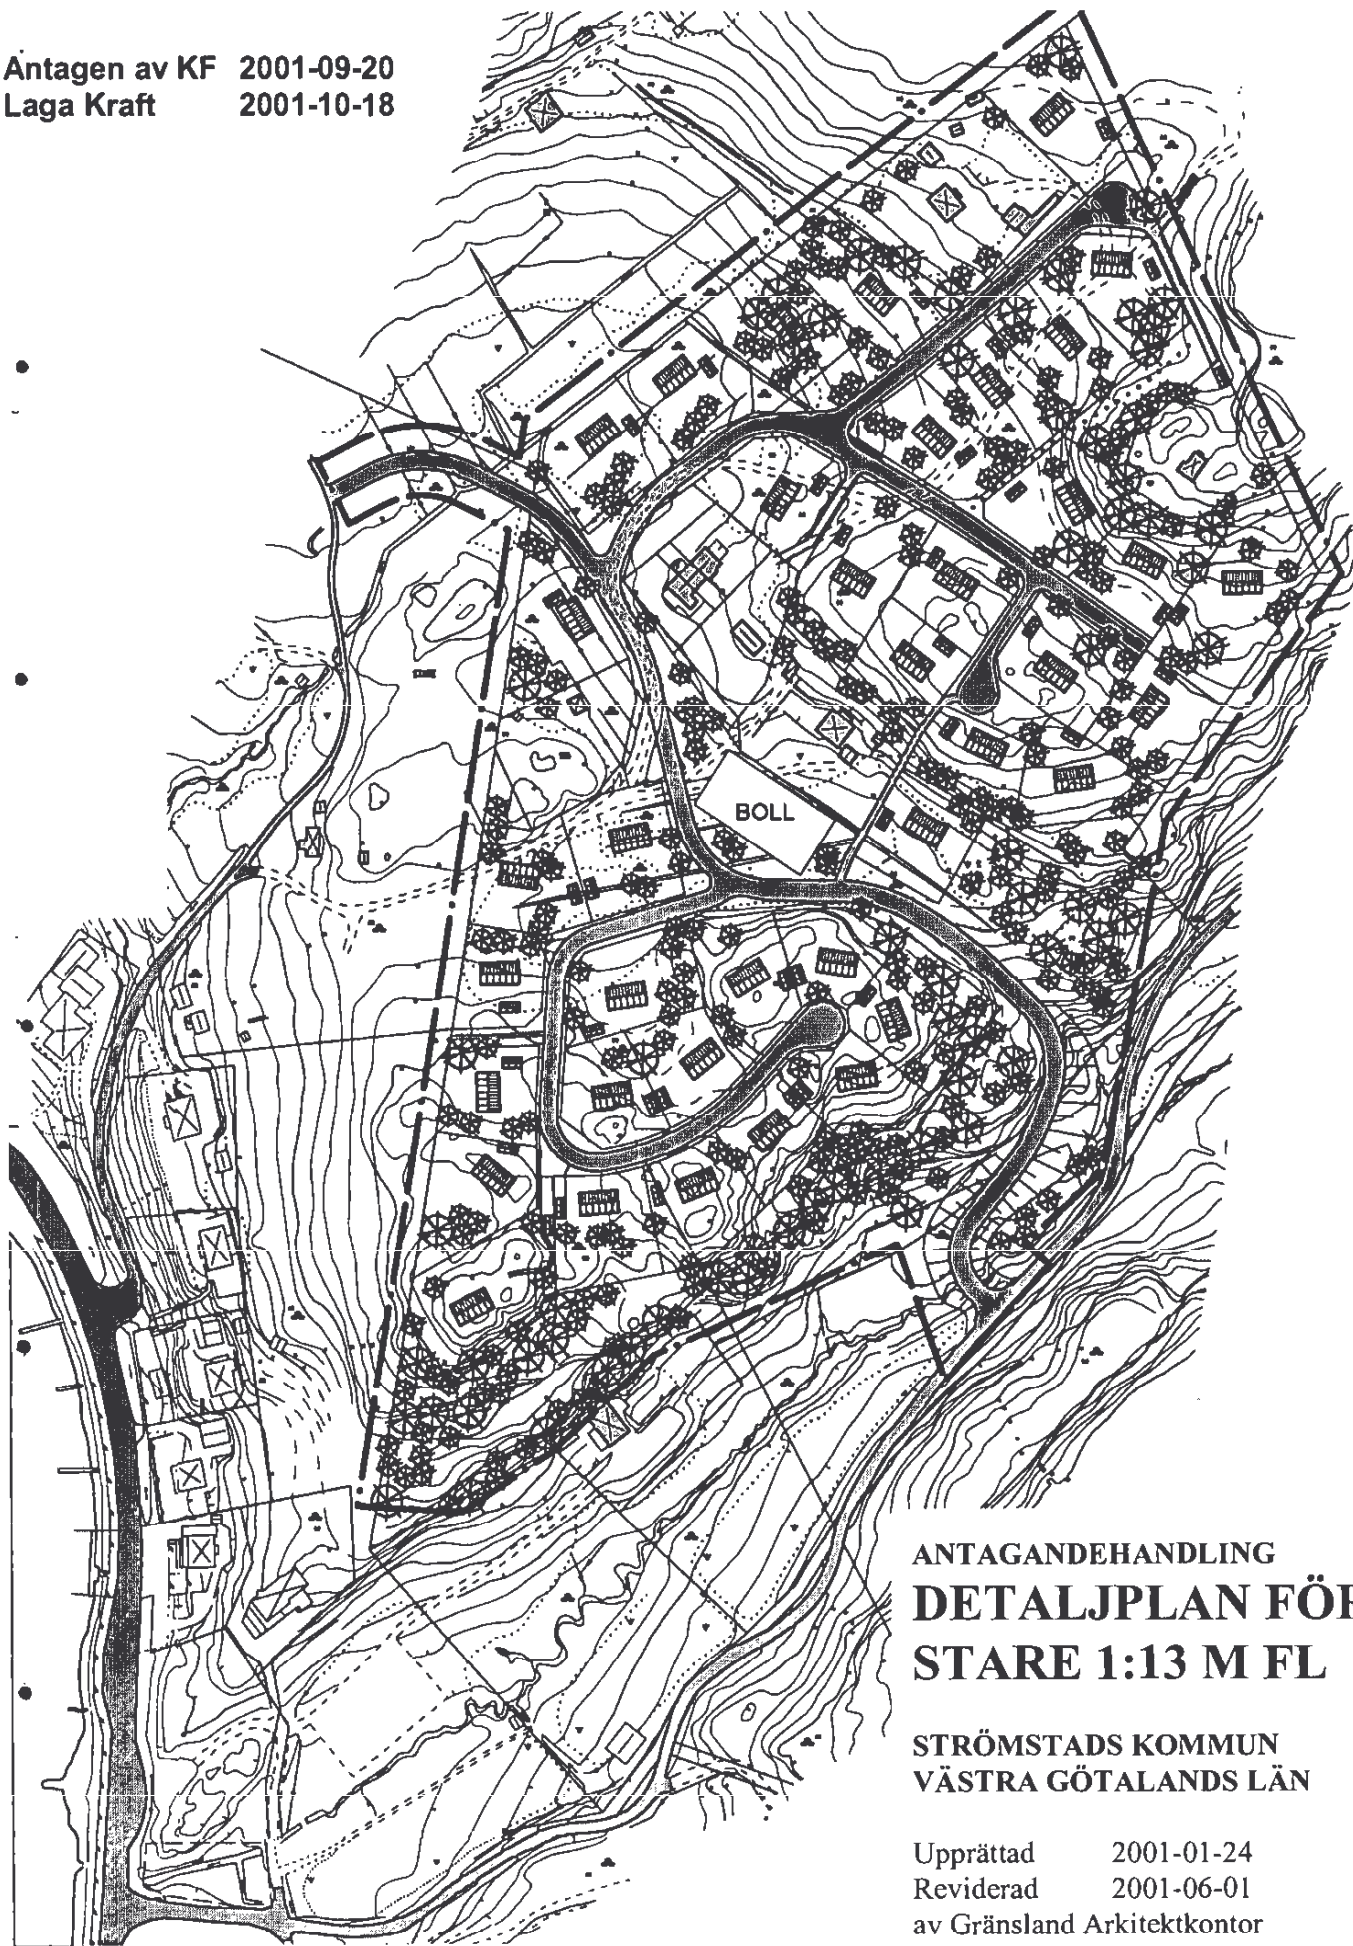 Antagen av KF 2001-09-20
Laga Kraft 2001-10-18
BOLL
ANTAGANDEHANDLING
DETALJPLAN FÖR
STARE 1:13 M FL
STRÖMSTADS KOMMUN
VÄSTRA GÖTALANDS LÄN
Upprättad 2001-01-24
Reviderad 2001-06-01
av Gränsland Arkitektkontor